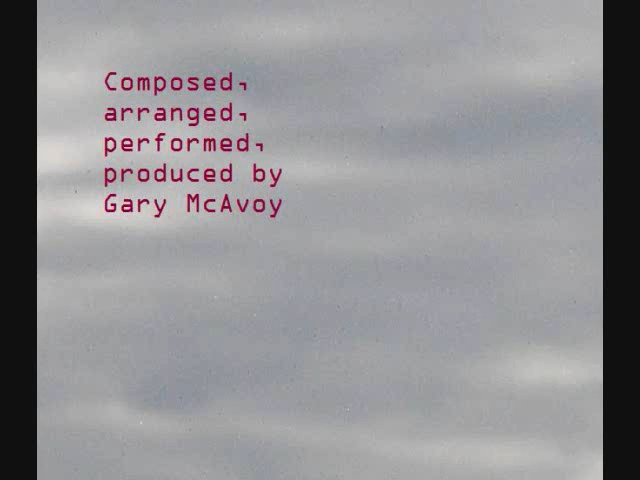 Composed,
arranged,
performed,
produced by
Gary McAvoy